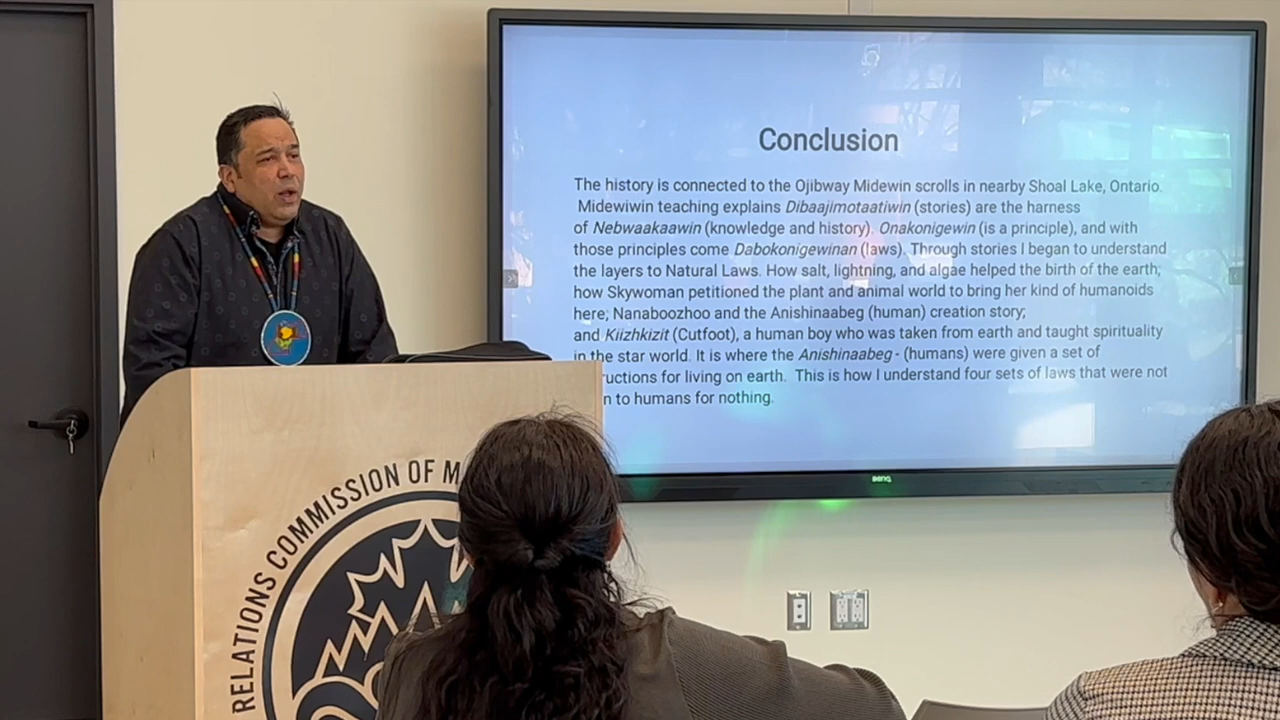 Conclusion
The history is connected to the Ojibway Midewin scrolls in nearby Shoal Lake, Ontario.
Midewiwin teaching explains Dibaajimotaatiwin (stories) are the harness
of Nebwaakaawin (knowledge and history). Onakonigewin (is a principle), and with
those principles come Dabokonigewinan (laws). Through stories I began to understand
the layers to Natural Laws. How salt, lightning, and algae helped the birth of the earth;
how Skywoman petitioned the plant and animal world to bring her kind of humanoids
here; Nanaboozhoo and the Anishinaabeg (human) creation story;
and Kiizhkizit (Cutfoot), a human boy who was taken from earth and taught spirituality
in the star world. It is where the Anishinaabeg - (humans) were given a set of
ructions for living on earth. This is how I understand four sets of laws that were not
n to humans for nothing.
BenQ
RELATIONS COMMISSION OF M